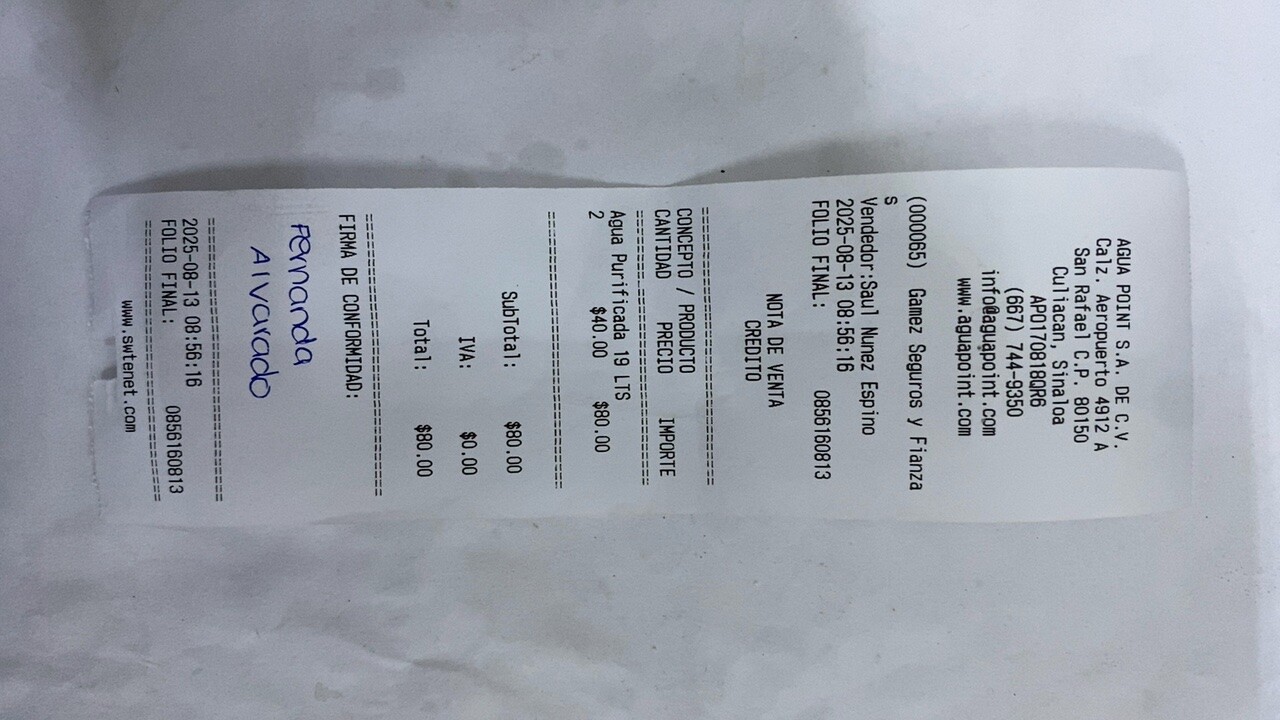 AGUA POINT S.A. DE C.V.
Calz. Aeropuerto 4912 A
San Rafael C.P. 80150
Culiacan, Sinaloa
APO170818QR6
(667) 744-9350
info@aguapoint.com
www.aguapoint.com
(000065) Gamez Seguros y Fianza
s
Vendedor:Saul Nunez Espino
2025-08-13 08:56:16
FOLIO FINAL: 0856160813
NOTA DE VENTA
CREDITO
===============================
CONCEPTO / PRODUCTO
CANTIDAD PRECIO IMPORTE
===============================
Agua Purificada 19 LTS
2 $40.00 $80.00
===============================
SubTotal: $80.00
IVA: $0.00
Total: $80.00
===============================
FIRMA DE CONFORMIDAD:
Fernanda
Alvarado
===============================
2025-08-13 08:56:16
FOLIO FINAL: 0856160813
===============================
www.swtenet.com